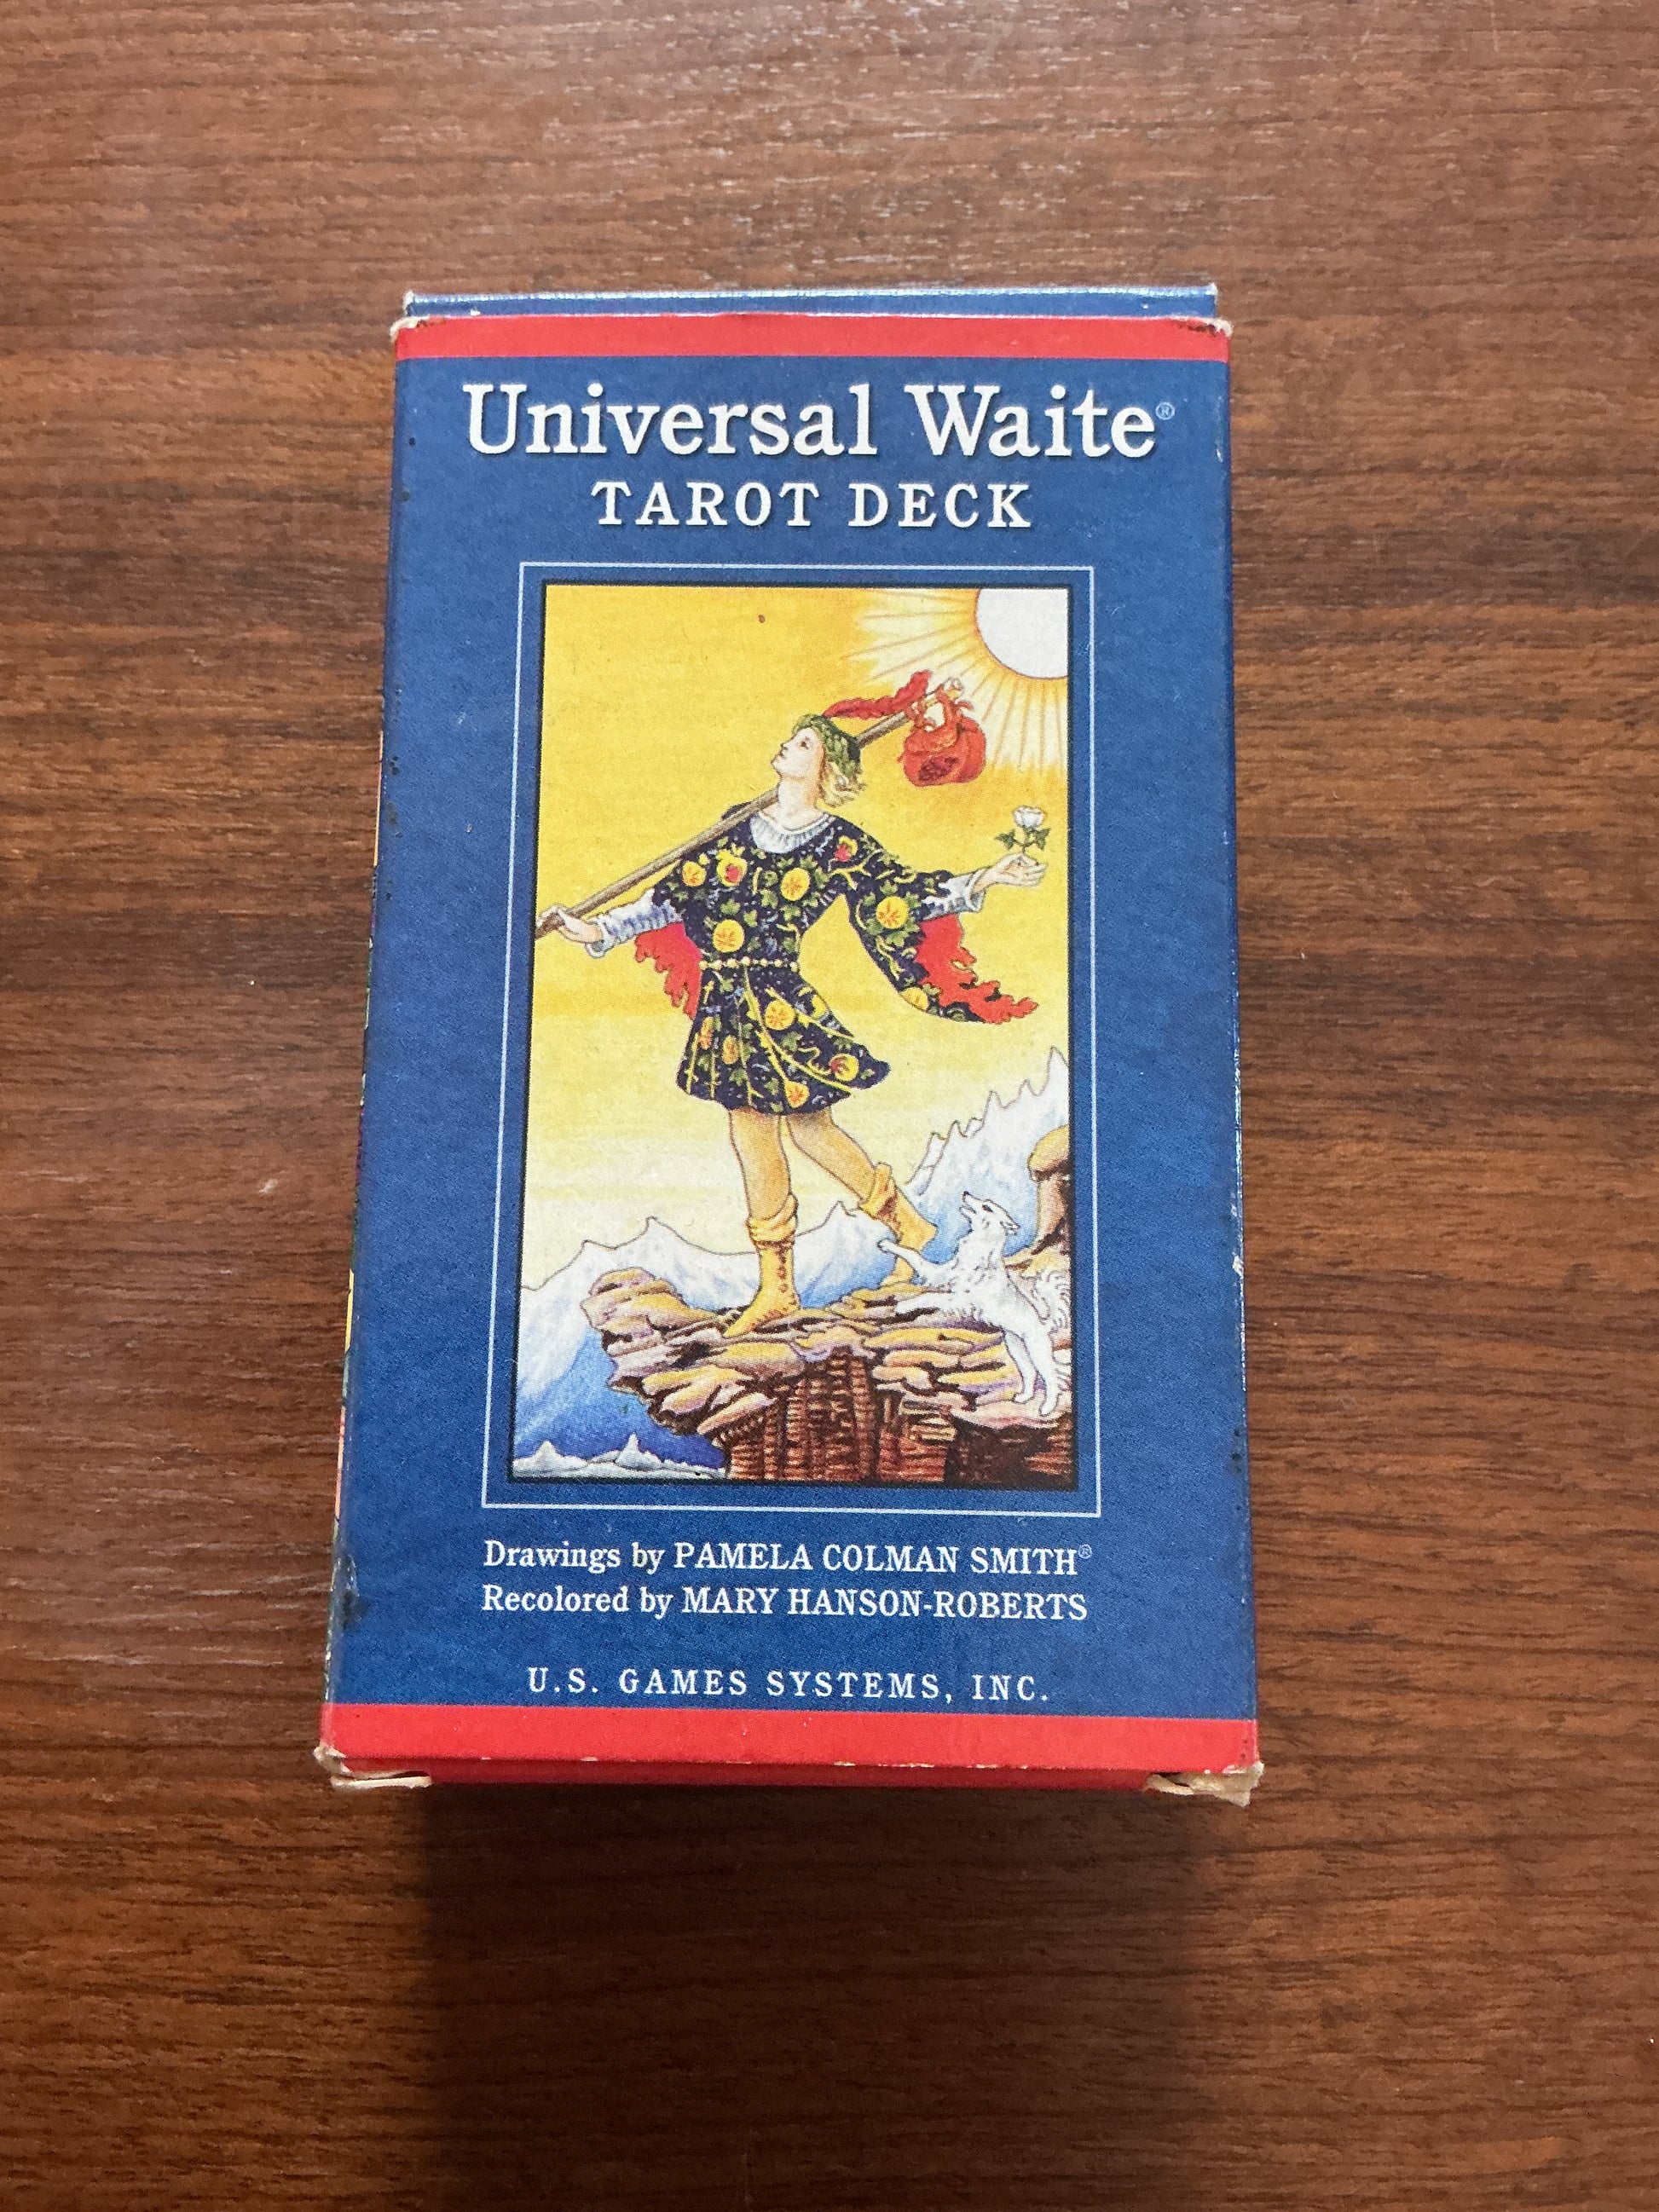 Universal Waite®
TAROT DECK
Drawings by PAMELA COLMAN SMITH®
Recolored by MARY HANSON-ROBERTS
U.S. GAMES SYSTEMS, INC.